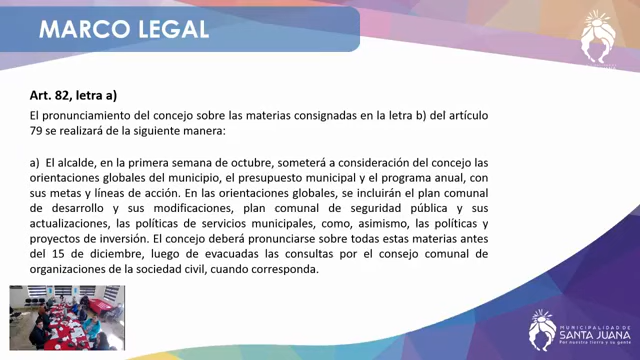 MARCO LEGAL
Art. 82, letra a)
El pronunciamiento del concejo sobre las materias consignadas en la letra b) del artículo
79 se realizará de la siguiente manera:
a) El alcalde, en la primera semana de octubre, someterá a consideración del concejo las
orientaciones globales del municipio, el presupuesto municipal y el programa anual, con
sus metas y líneas de acción. En las orientaciones globales, se incluirán el plan comunal
de desarrollo y sus modificaciones, plan comunal de seguridad pública y sus
actualizaciones, las políticas de servicios municipales, como, asimismo, las políticas y
proyectos de inversión. El concejo deberá pronunciarse sobre todas estas materias antes
del 15 de diciembre, luego de evacuadas las consultas por el consejo comunal de
organizaciones de la sociedad civil, cuando corresponda.
MUNICIPALIDAD DE
SANTA JUANA
Por nuestra tierra y su gente